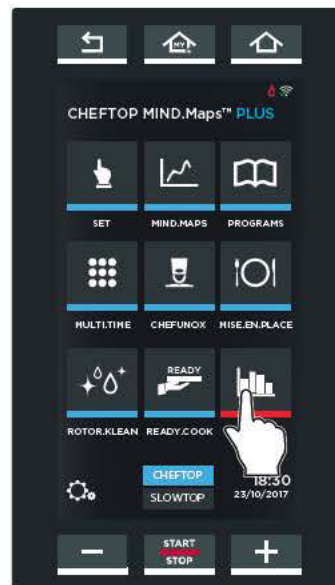 MY
CHEFTOP MIND.Maps™ PLUS
SET MIND.MAPS PROGRAMS
MULTI.TIME CHEFUNOX MISE.EN.PLACE
READY
ROTOR.KLEAN READY.COOK
CHEFTOP
18:30
SLOWTOP
23/10/2017
START
STOP